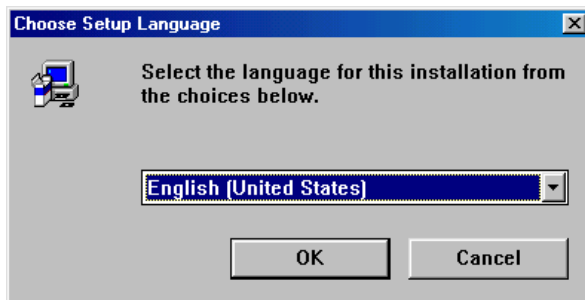 Choose Setup Language
Select the language for this installation from
the choices below.
English (United States)
OK
Cancel